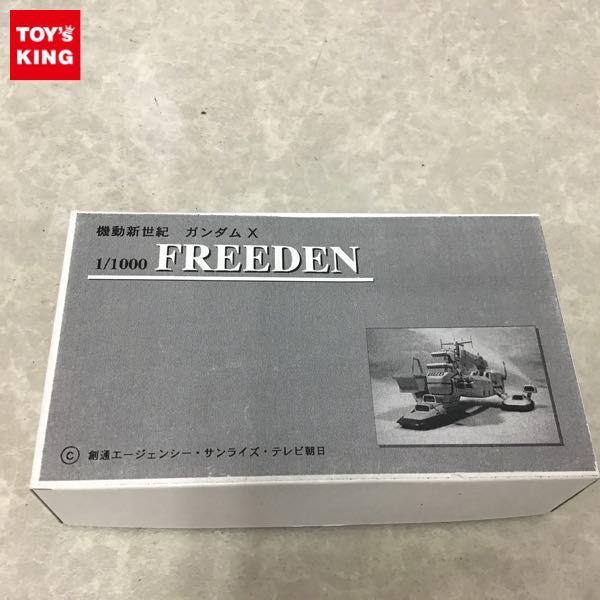 TOY's
KING
機動新世紀 ガンダムX
1/1000 FREEDEN
© 創通エージェンシー・サンライズ・テレビ朝日